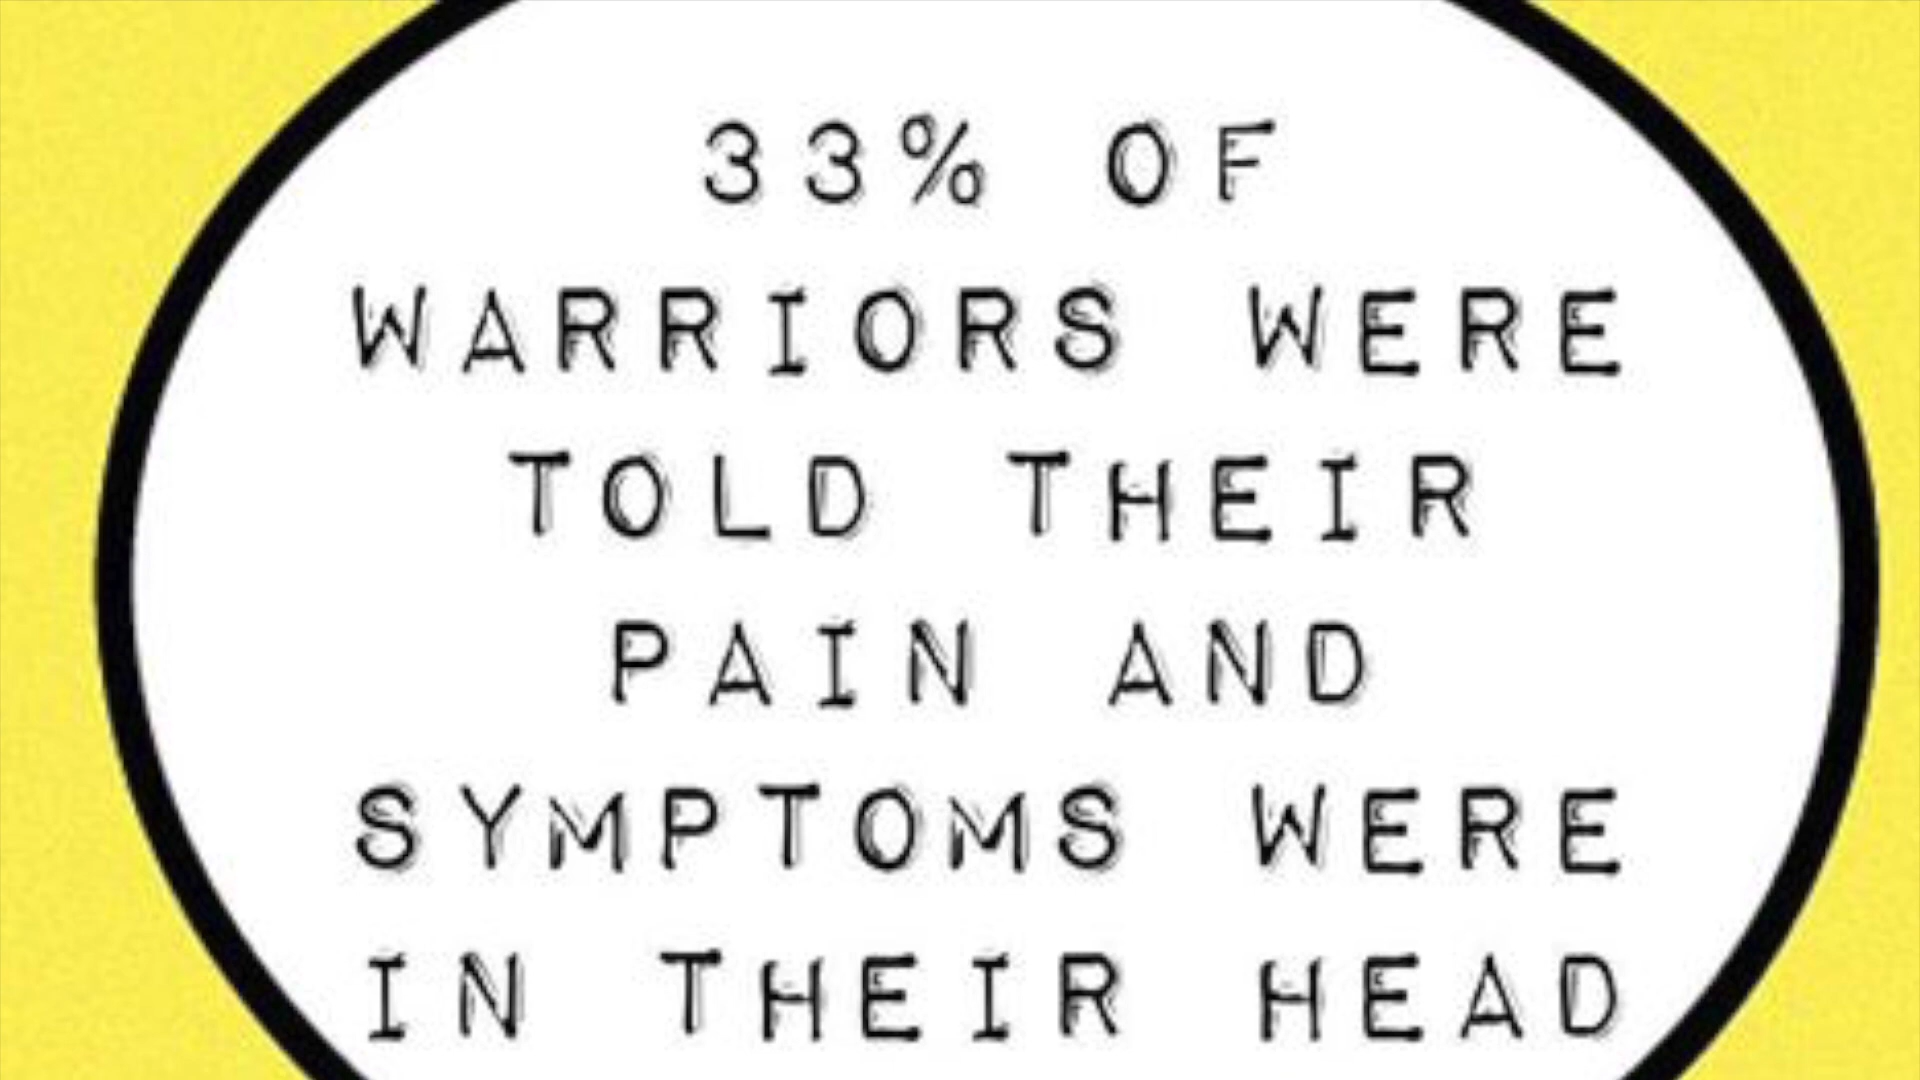 33% OF
WARRIORS WERE
TOLD THEIR
PAIN AND
SYMPTOMS WERE
IN THEIR HEAD